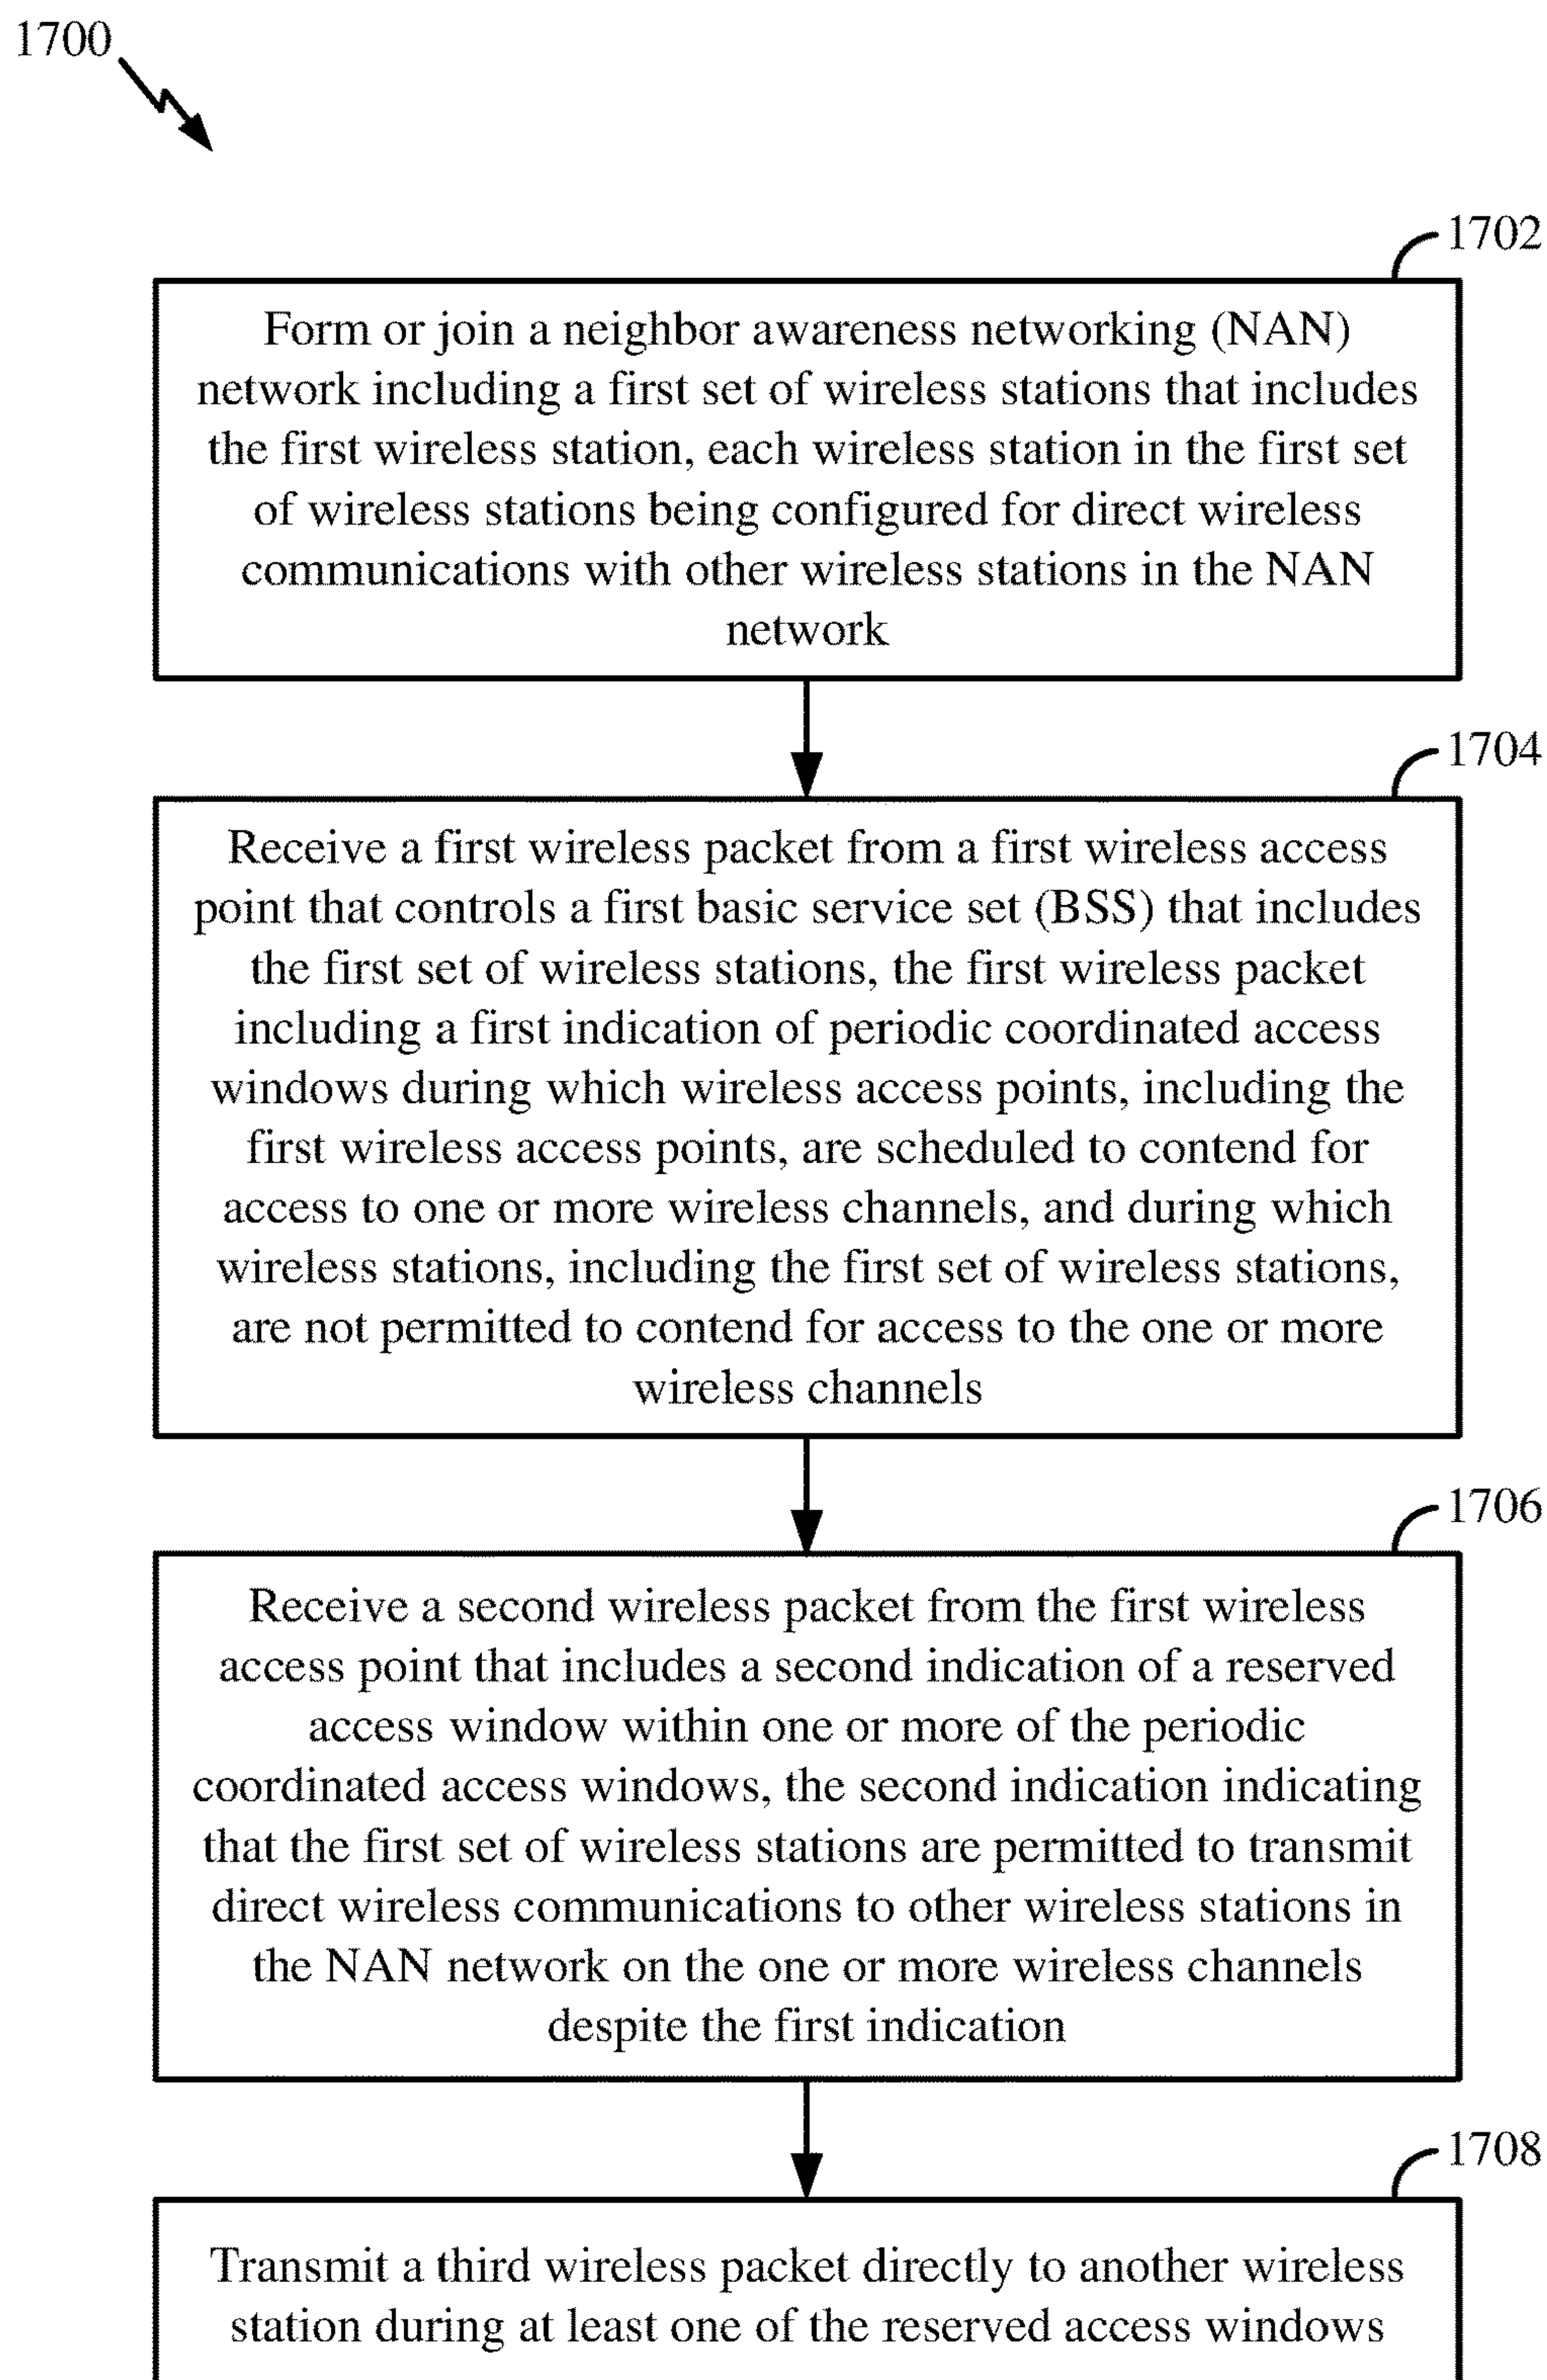 1700
1702
Form or join a neighbor awareness networking (NAN)
network including a first set of wireless stations that includes
the first wireless station, each wireless station in the first set
of wireless stations being configured for direct wireless
communications with other wireless stations in the NAN
network
1704
Receive a first wireless packet from a first wireless access
point that controls a first basic service set (BSS) that includes
the first set of wireless stations, the first wireless packet
including a first indication of periodic coordinated access
windows during which wireless access points, including the
first wireless access points, are scheduled to contend for
access to one or more wireless channels, and during which
wireless stations, including the first set of wireless stations,
are not permitted to contend for access to the one or more
wireless channels
1706
Receive a second wireless packet from the first wireless
access point that includes a second indication of a reserved
access window within one or more of the periodic
coordinated access windows, the second indication indicating
that the first set of wireless stations are permitted to transmit
direct wireless communications to other wireless stations in
the NAN network on the one or more wireless channels
despite the first indication
1708
Transmit a third wireless packet directly to another wireless
station during at least one of the reserved access windows